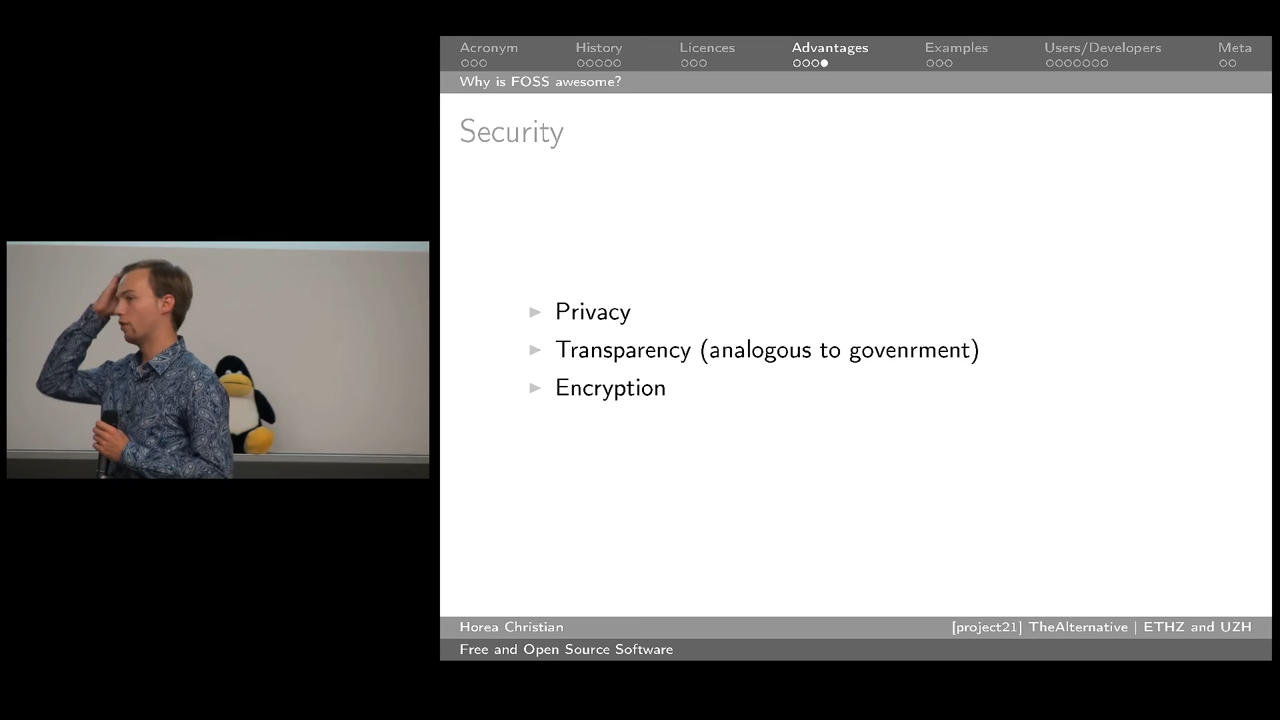 Acronym History Licences Advantages Examples Users/Developers Meta
Why is FOSS awesome?
Security
Privacy
Transparency (analogous to govenrment)
Encryption
Horea Christian [project21] TheAlternative | ETHZ and UZH
Free and Open Source Software